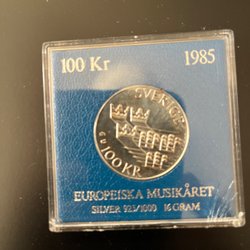 100 Kr 1985
SVERIGE
G U
100 KR
EUROPEISKA MUSIKÅRET
SILVER 925/1000 16 GRAM